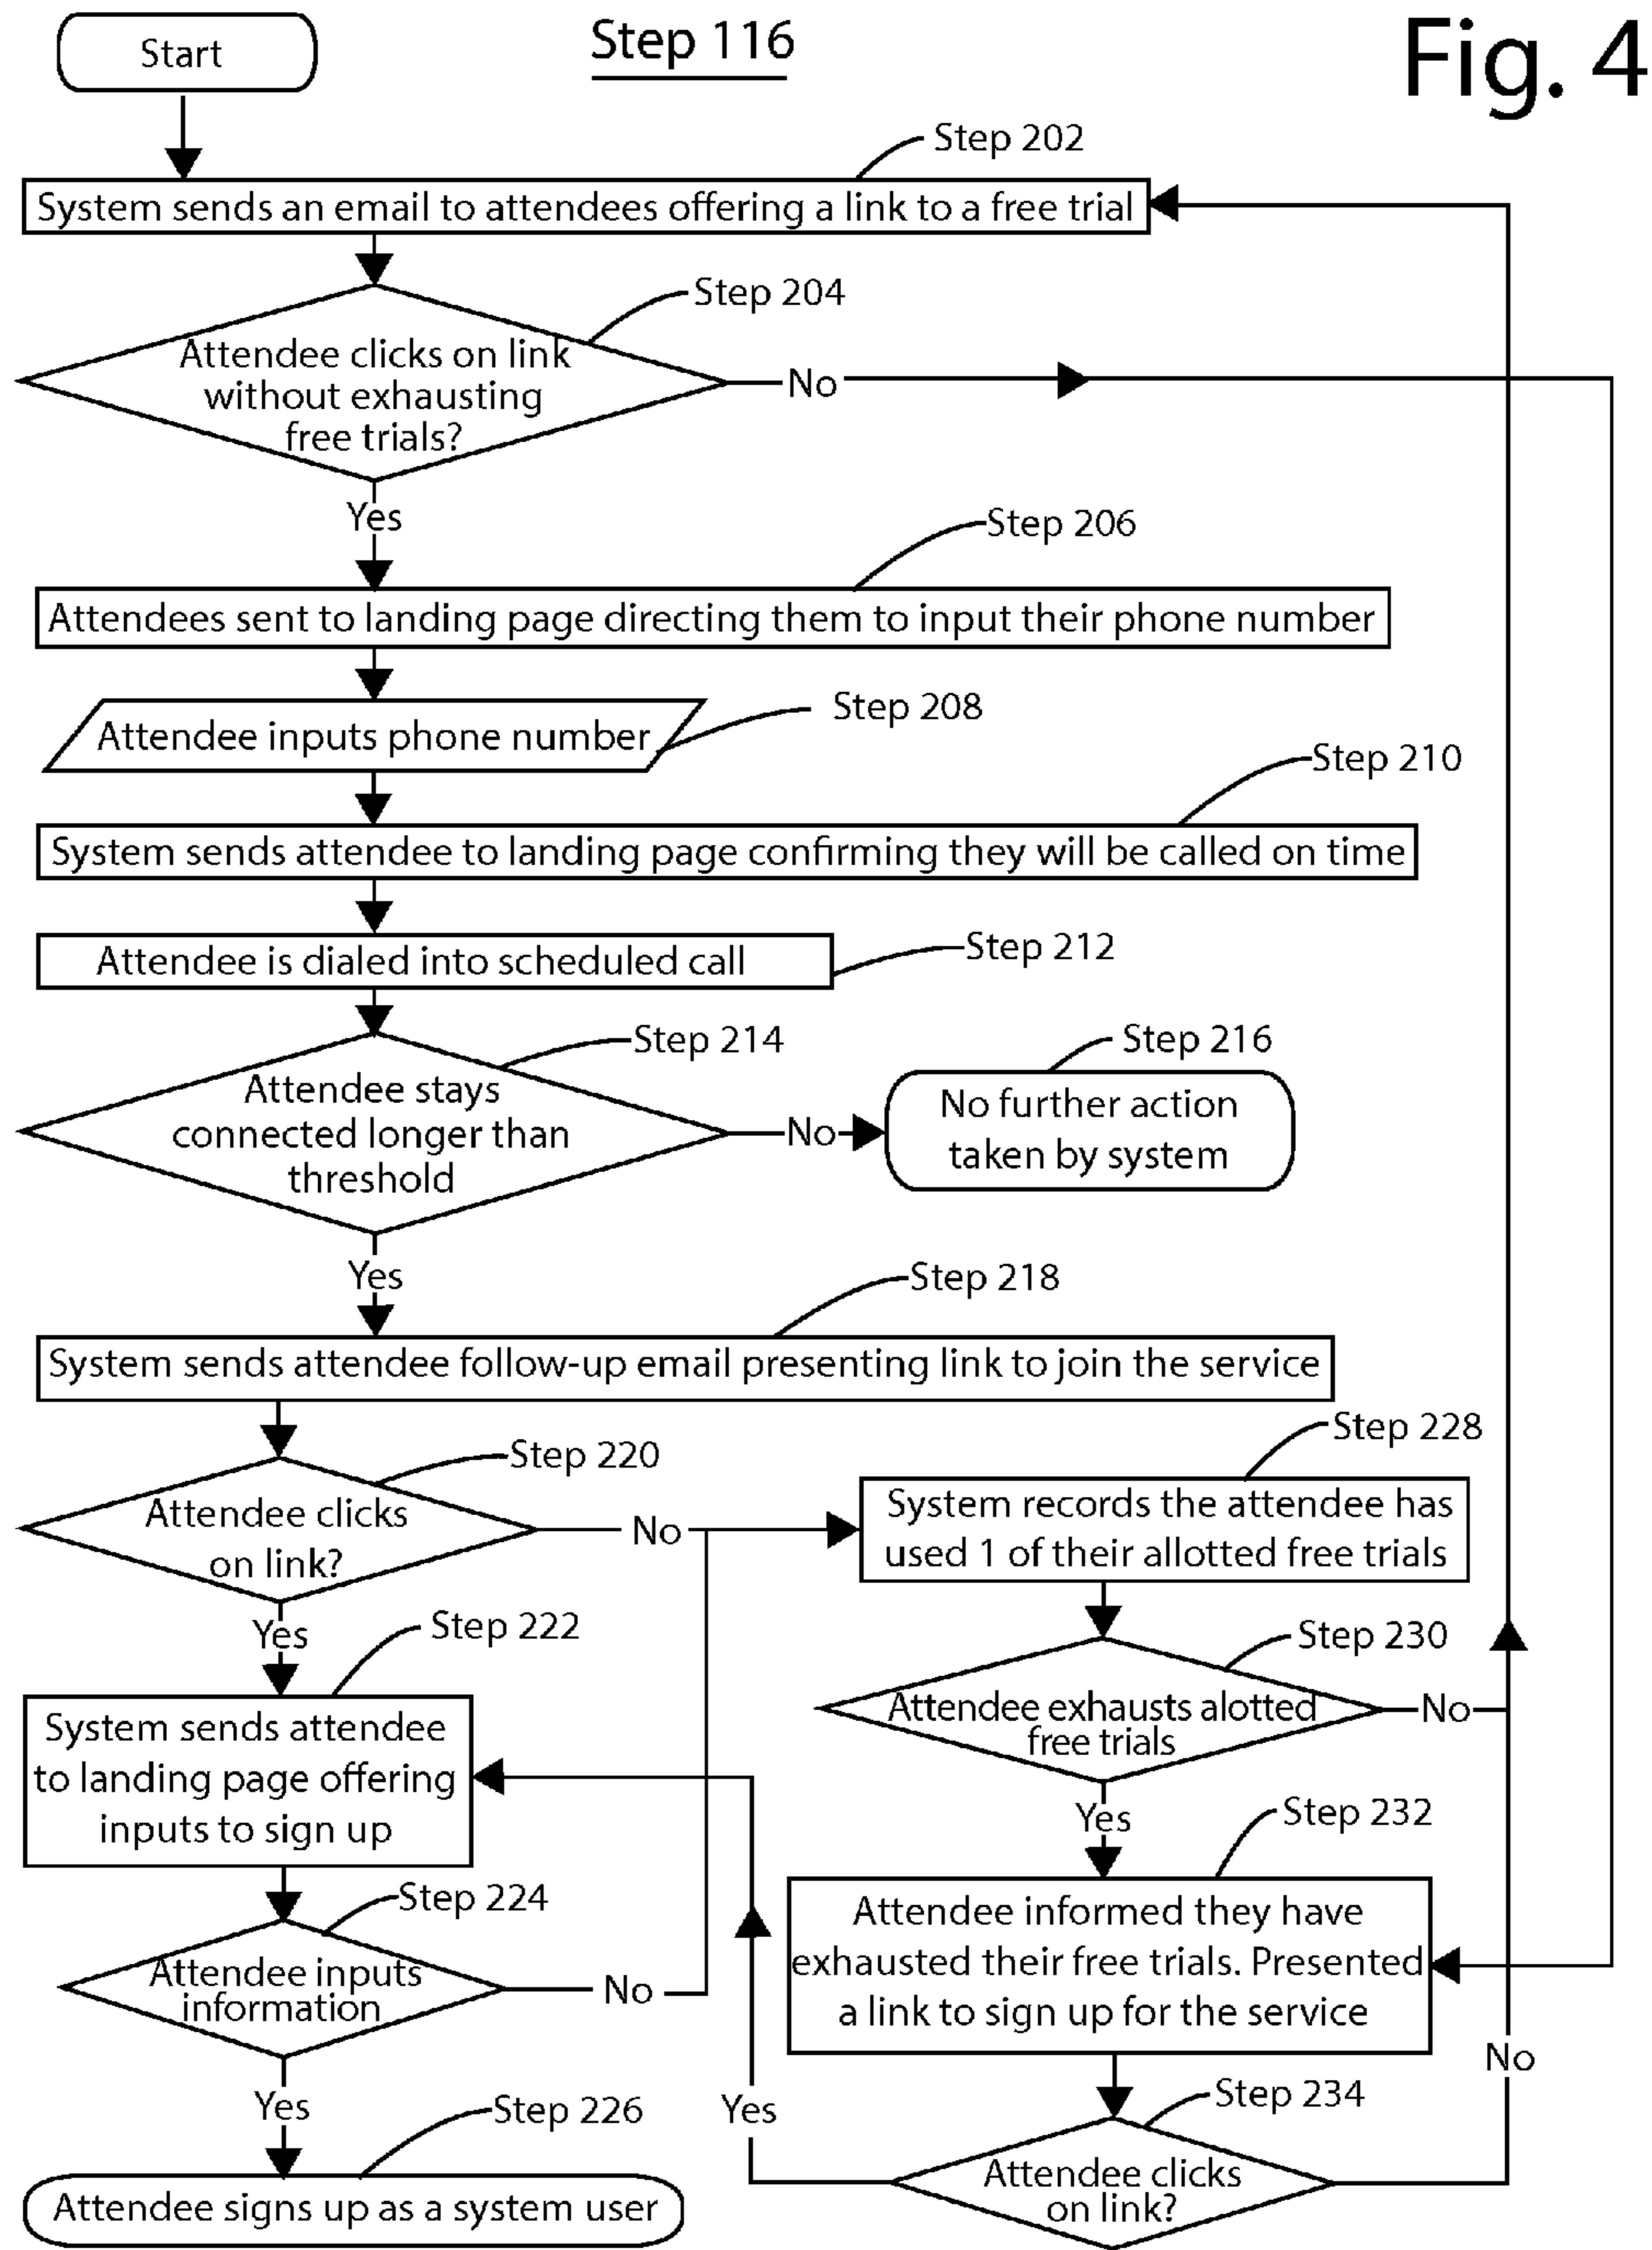 Start
Step 116
Fig. 4
Step 202
System sends an email to attendees offering a link to a free trial
Step 204
Attendee clicks on link
without exhausting
free trials?
No
Yes
Step 206
Attendees sent to landing page directing them to input their phone number
Step 208
Attendee inputs phone number
Step 210
System sends attendee to landing page confirming they will be called on time
Step 212
Attendee is dialed into scheduled call
Step 214
Attendee stays
connected longer than
threshold
No
Step 216
No further action
taken by system
Yes
Step 218
System sends attendee follow-up email presenting link to join the service
Step 220
Attendee clicks
on link?
No
Step 228
System records the attendee has
used 1 of their allotted free trials
Yes
Step 222
System sends attendee
to landing page offering
inputs to sign up
Step 230
Attendee exhausts alotted
free trials
No
Yes
Step 232
Attendee informed they have
exhausted their free trials. Presented
a link to sign up for the service
Step 224
Attendee inputs
information
No
Yes
Step 226
Attendee signs up as a system user
Yes
Step 234
Attendee clicks
on link?
No